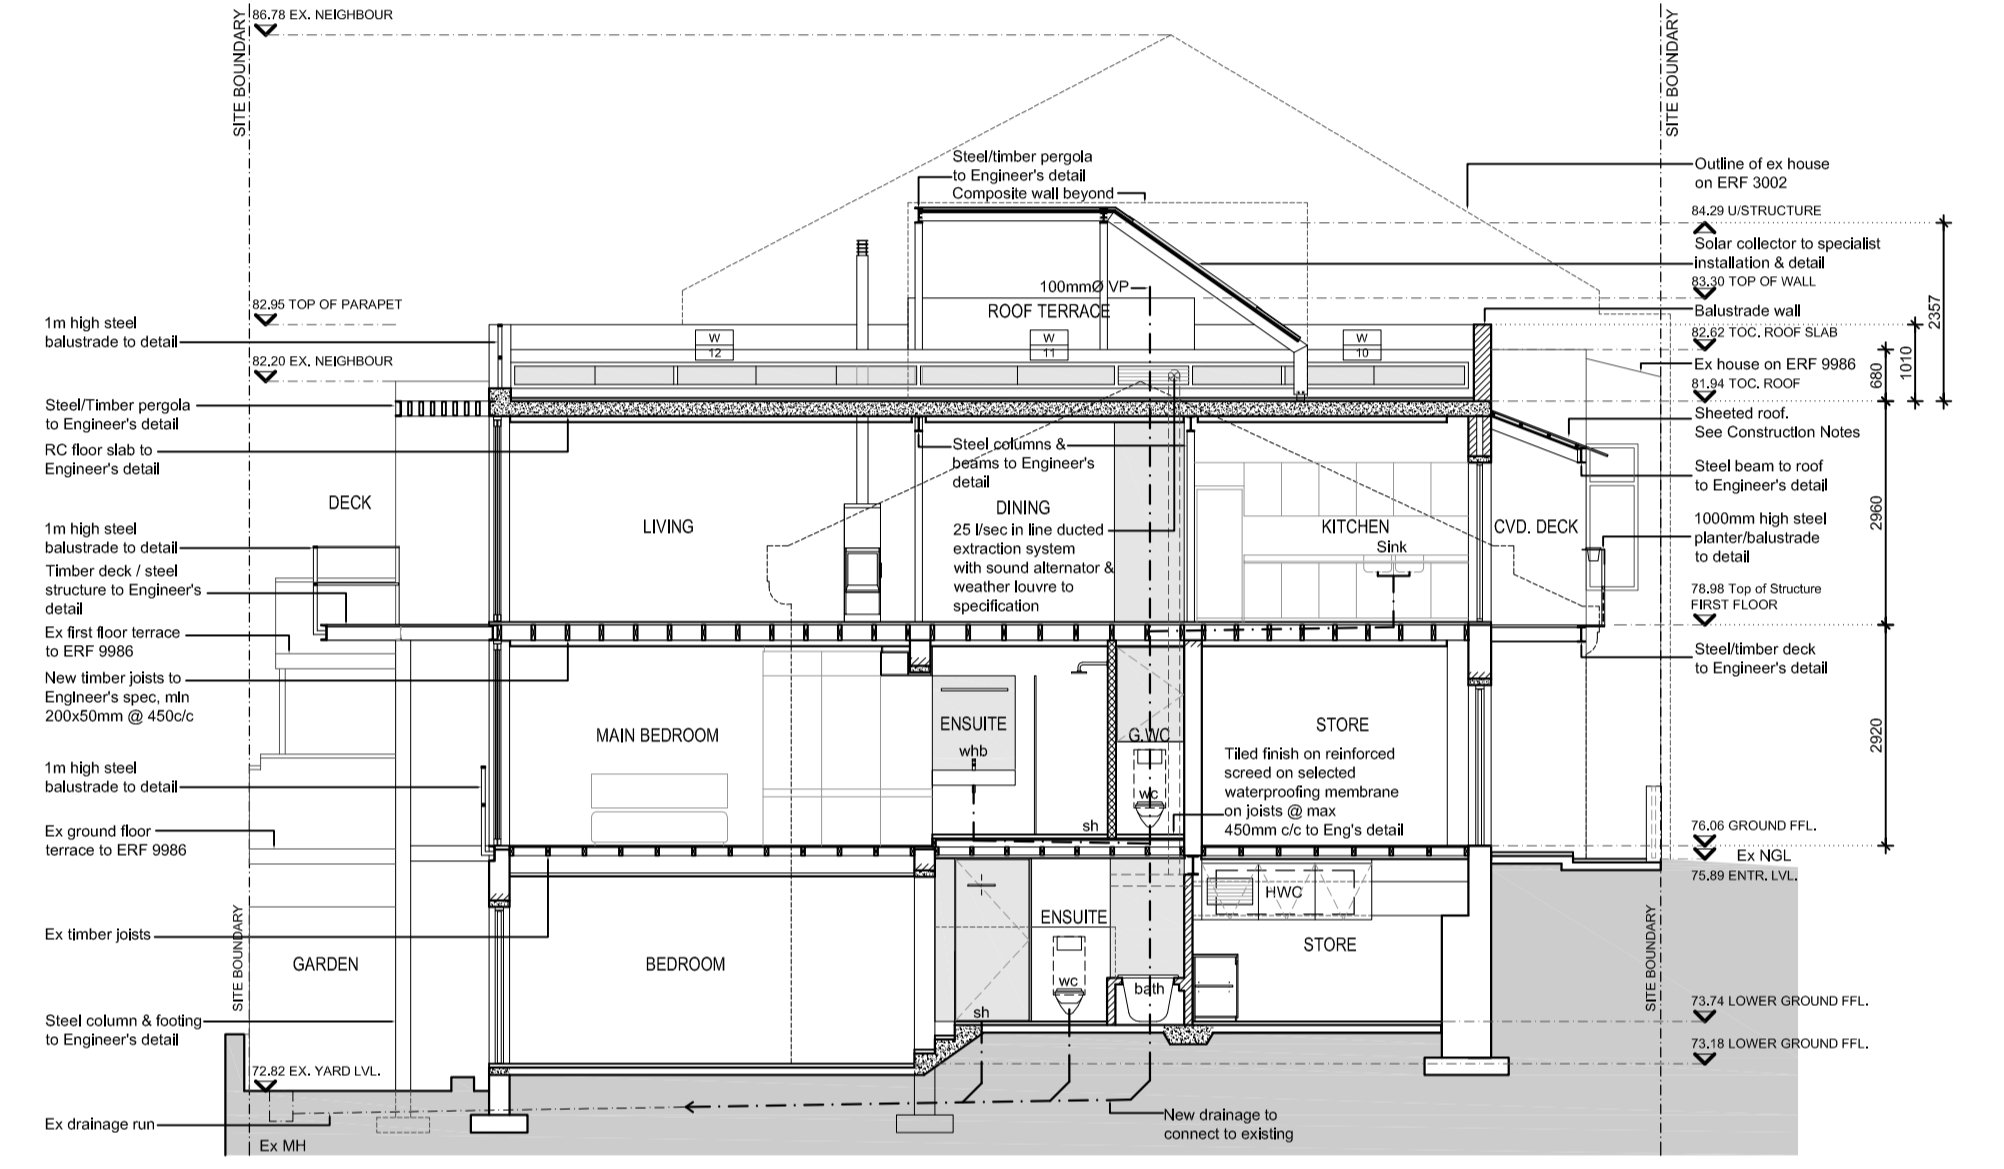 SITE BOUNDARY
86.78 EX. NEIGHBOUR
82.95 TOP OF PARAPET
1m high steel
balustrade to detail
82.20 EX. NEIGHBOUR
Steel/Timber pergola
to Engineer's detail
RC floor slab to
Engineer's detail
DECK
1m high steel
balustrade to detail
Timber deck / steel
structure to Engineer's
detail
Ex first floor terrace
to ERF 9986
New timber joists to
Engineer's spec, min
200x50mm @ 450c/c
1m high steel
balustrade to detail
Ex ground floor
terrace to ERF 9986
Ex timber joists
SITE BOUNDARY
GARDEN
Steel column & footing
to Engineer's detail
72.82 EX. YARD LVL.
Ex drainage run
Ex MH
Steel/timber pergola
to Engineer's detail
Composite wall beyond
100mmØ VP
ROOF TERRACE
W
12
W
11
W
10
Steel columns &
beams to Engineer's
detail
LIVING
DINING
25 l/sec in line ducted
extraction system
with sound alternator &
weather louvre to
specification
KITCHEN
Sink
CVD. DECK
MAIN BEDROOM
ENSUITE
whb
sh
G.WC
wc
STORE
Tiled finish on reinforced
screed on selected
waterproofing membrane
on joists @ max
450mm c/c to Eng's detail
BEDROOM
ENSUITE
wc
sh
bath
HWC
STORE
New drainage to
connect to existing
SITE BOUNDARY
Outline of ex house
on ERF 3002
84.29 U/STRUCTURE
Solar collector to specialist
installation & detail
83.30 TOP OF WALL
Balustrade wall
82.62 TOC. ROOF SLAB
Ex house on ERF 9986
81.94 TOC. ROOF
Sheeted roof.
See Construction Notes
Steel beam to roof
to Engineer's detail
1000mm high steel
planter/balustrade
to detail
78.98 Top of Structure
FIRST FLOOR
Steel/timber deck
to Engineer's detail
76.06 GROUND FFL.
Ex NGL
75.89 ENTR. LVL.
SITE BOUNDARY
73.74 LOWER GROUND FFL.
73.18 LOWER GROUND FFL.
2357
1010
680
2960
2920